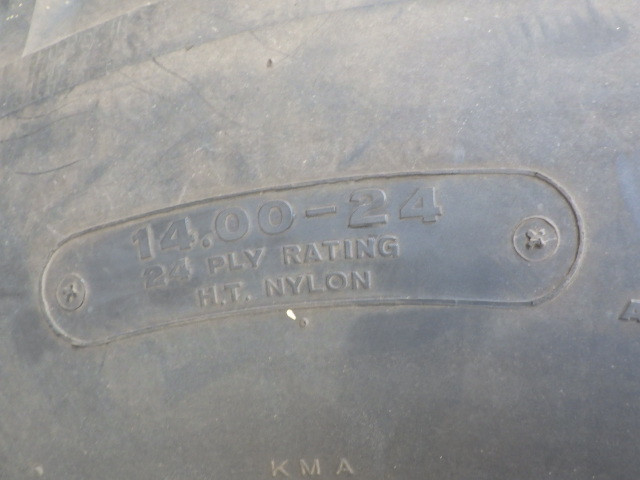 14.00-24
24 PLY RATING
H.T. NYLON
KMA